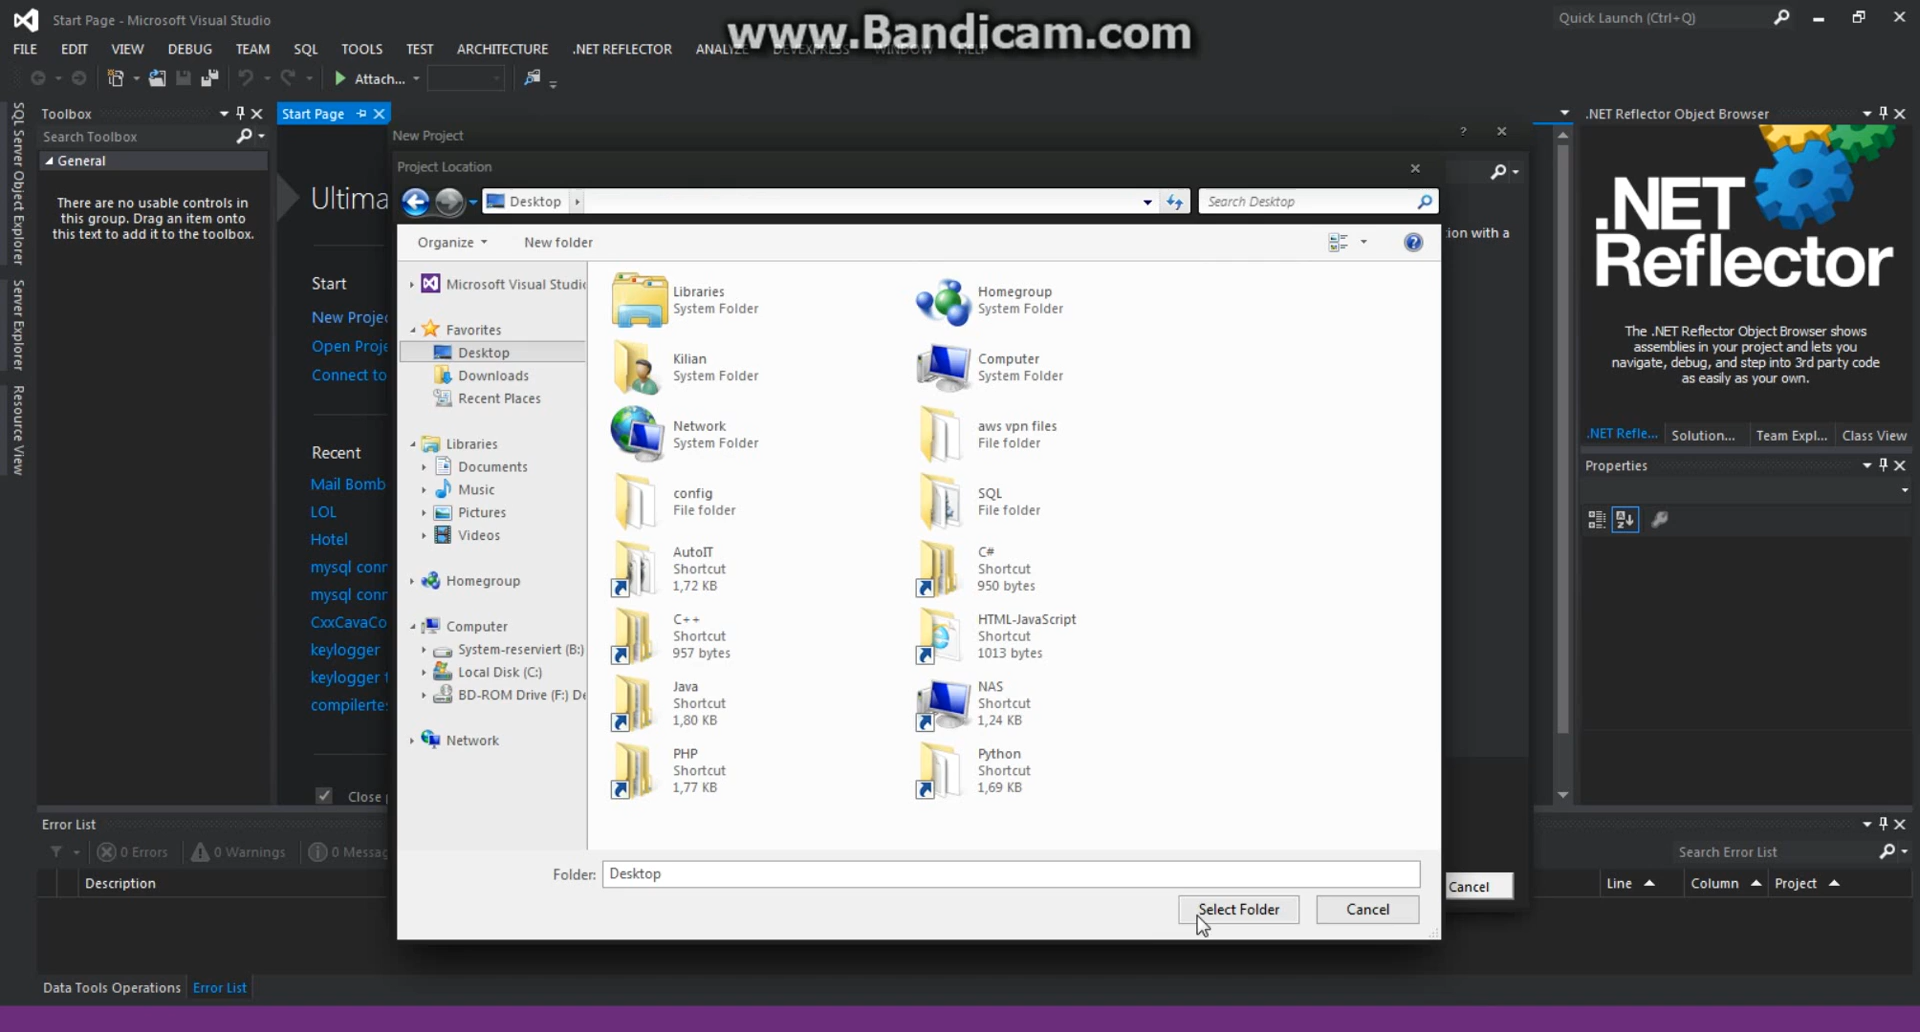 Start Page - Microsoft Visual Studio
www.Bandicam.com
Quick Launch (Ctrl+Q)
FILE EDIT VIEW DEBUG TEAM SQL TOOLS TEST ARCHITECTURE .NET REFLECTOR ANALYZE DEVEXPRESS WINDOW HELP
Attach...
SQL Server Object Explorer
Server Explorer
Resource View
Toolbox
Search Toolbox
General
There are no usable controls in
this group. Drag an item onto
this text to add it to the toolbox.
Start Page
Ultima
Start
New Projec
Open Proje
Connect to
Recent
Mail Bomb
LOL
Hotel
mysql conn
mysql conn
CxxCavaCo
keylogger
keylogger t
compilertes
Close p
New Project
?
Project Location
Desktop
Search Desktop
Organize
New folder
Microsoft Visual Studio
Favorites
Desktop
Downloads
Recent Places
Libraries
Documents
Music
Pictures
Videos
Homegroup
Computer
System-reserviert (B:)
Local Disk (C:)
BD-ROM Drive (F:) De
Network
Libraries
System Folder
Homegroup
System Folder
Kilian
System Folder
Computer
System Folder
Network
System Folder
aws vpn files
File folder
config
File folder
SQL
File folder
AutoIT
Shortcut
1,72 KB
C#
Shortcut
950 bytes
C++
Shortcut
957 bytes
HTML-JavaScript
Shortcut
1013 bytes
Java
Shortcut
1,80 KB
NAS
Shortcut
1,24 KB
PHP
Shortcut
1,77 KB
Python
Shortcut
1,69 KB
Folder: Desktop
Select Folder
Cancel
tion with a
Cancel
.NET Reflector Object Browser
.NET
Reflector
The .NET Reflector Object Browser shows
assemblies in your project and lets you
navigate, debug, and step into 3rd party code
as easily as your own.
.NET Refle... Solution... Team Expl... Class View
Properties
Error List
0 Errors 0 Warnings 0 Messag
Search Error List
Description
Line Column Project
Data Tools Operations Error List